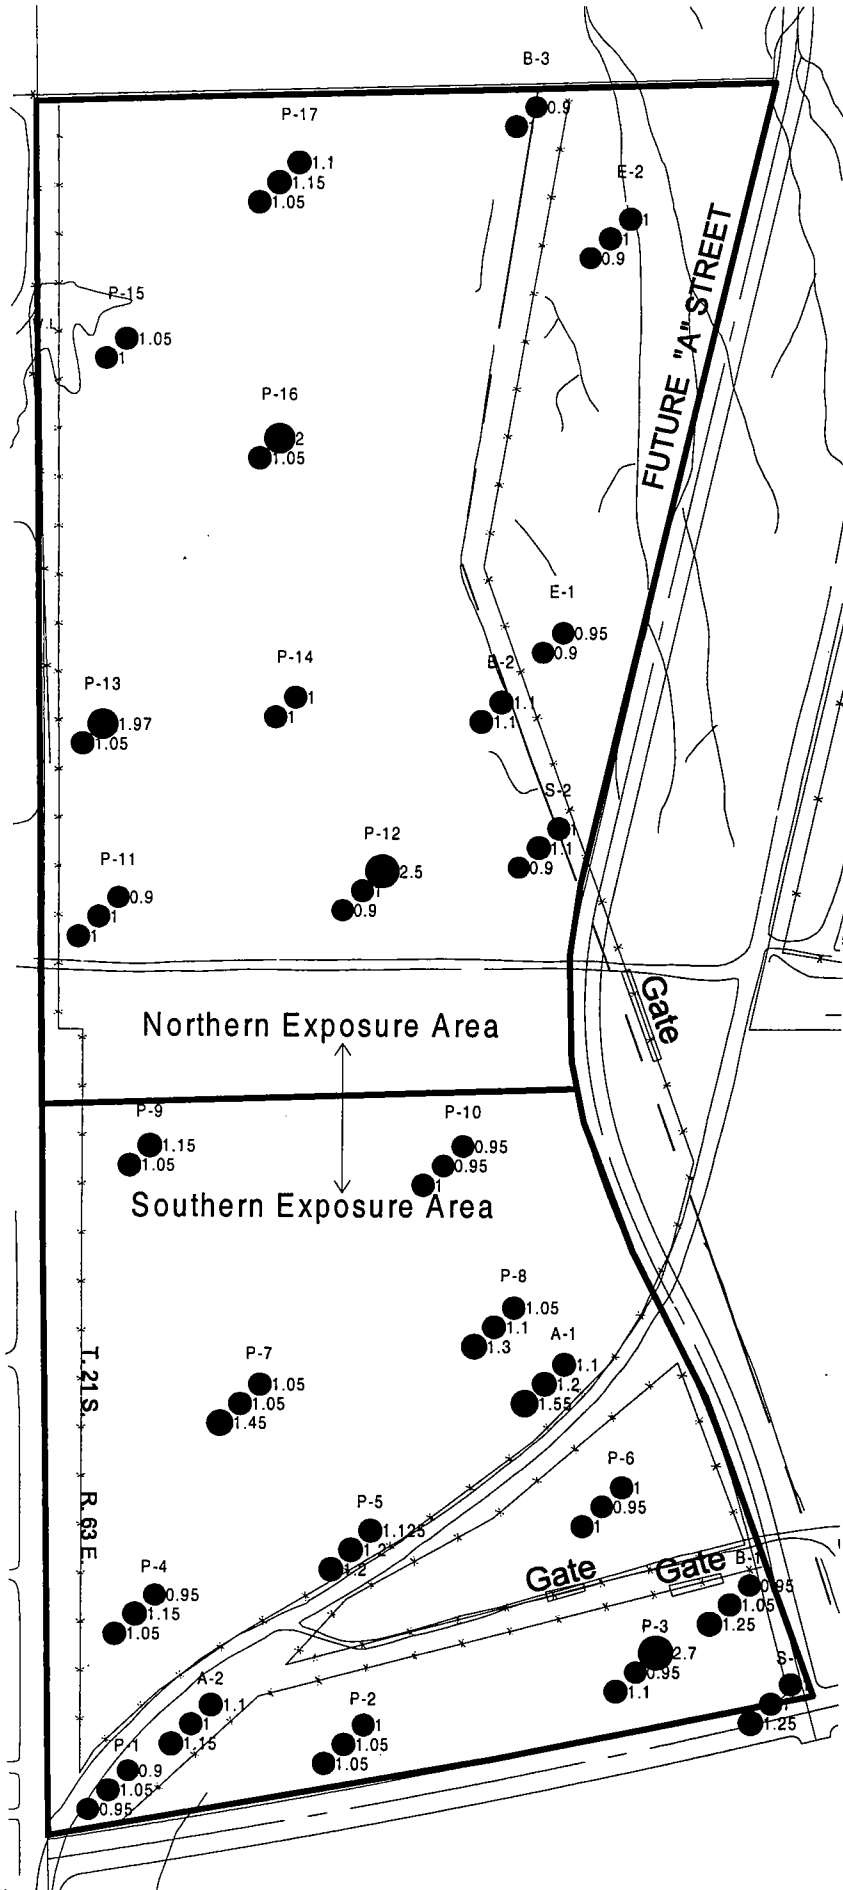 B-3
0.9
P-17
1.1
1.15
1.05
E-2
1
1
0.9
FUTURE "A" STREET
P-15
1.05
1
P-16
2
1.05
E-1
0.95
0.9
B-2
1.1
1.1
P-14
1
1
P-13
1.97
1.05
S-2
1
1.1
0.9
P-12
2.5
1
0.9
P-11
0.9
1
1
Gate
Northern Exposure Area
P-9
1.15
1.05
P-10
0.95
0.95
1
Southern Exposure Area
P-8
1.05
1.1
1.3
A-1
1.1
1.2
1.55
P-7
1.05
1.05
1.45
T.21S. R.63E.
P-6
1
0.95
1
P-5
1.125
1.2
1.2
Gate
Gate
B-1
0.95
1.05
1.25
P-4
0.95
1.15
1.05
P-3
2.7
0.95
1.1
1.25
A-2
1.1
1
1.15
P-2
1
1.05
1.05
P-1
0.9
1.05
0.95